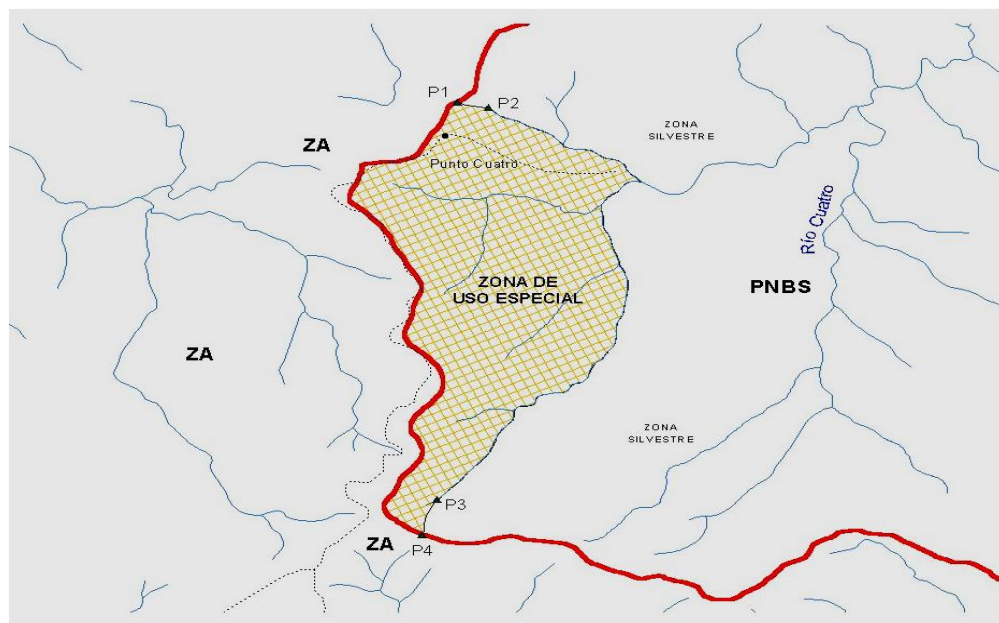 P1
P2
ZONA
SILVESTRE
ZA
Punto Cuatro
Río Cuatro
ZONA DE
USO ESPECIAL
PNBS
ZA
ZONA
SILVESTRE
P3
ZA
P4